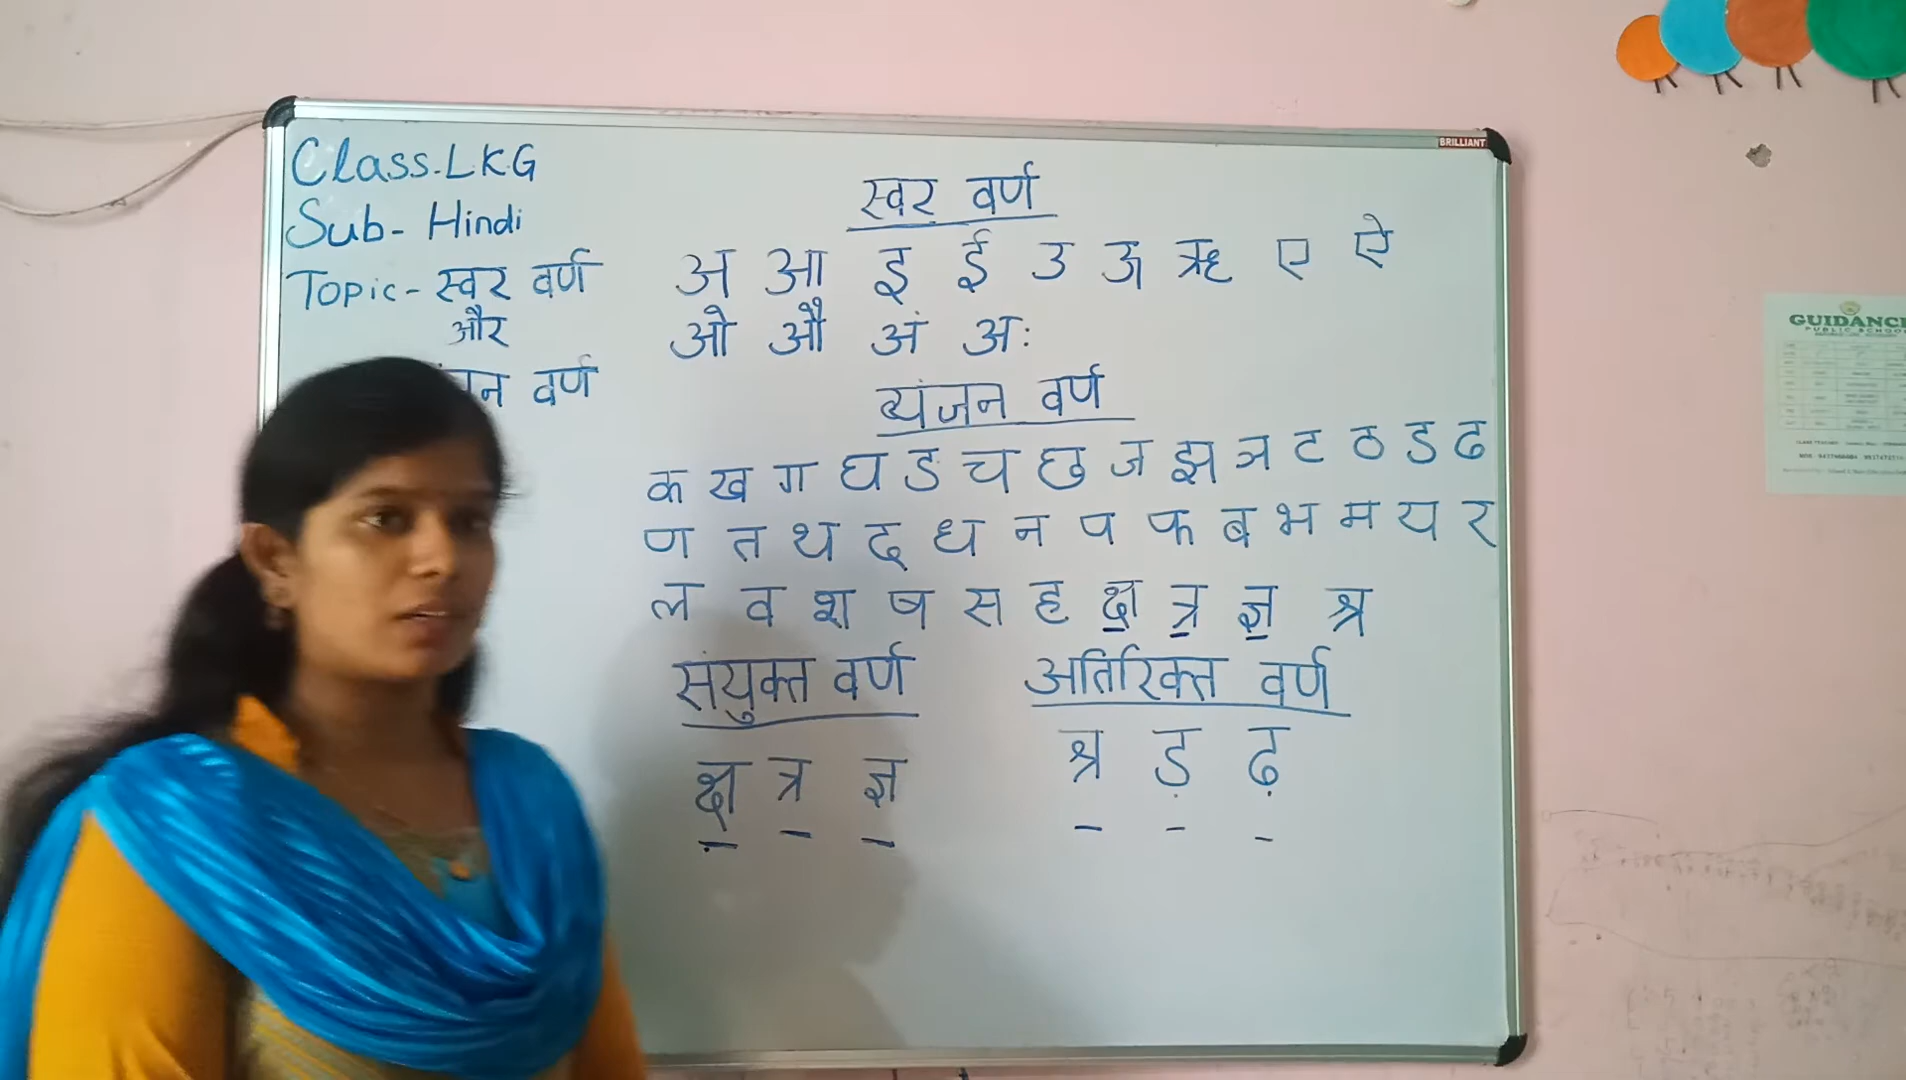 Class.LKG
Sub- Hindi
Topic- स्वर वर्ण
और
वर्ण
स्वर वर्ण
अ आ इ ई उ ऊ ऋ ए ऐ
ओ औ अं अः
व्यंजन वर्ण
क ख ग घ ङ च छ ज झ ञ ट ठ ड ढ
ण त थ द ध न प फ ब भ म य र
ल व श ष स ह क्ष त्र ज्ञ श्र
संयुक्त वर्ण
क्ष त्र ज्ञ
अतिरिक्त वर्ण
श्र ड़ ढ़
BRILLIANT
GUIDANCE
PUBLIC SCHOOL